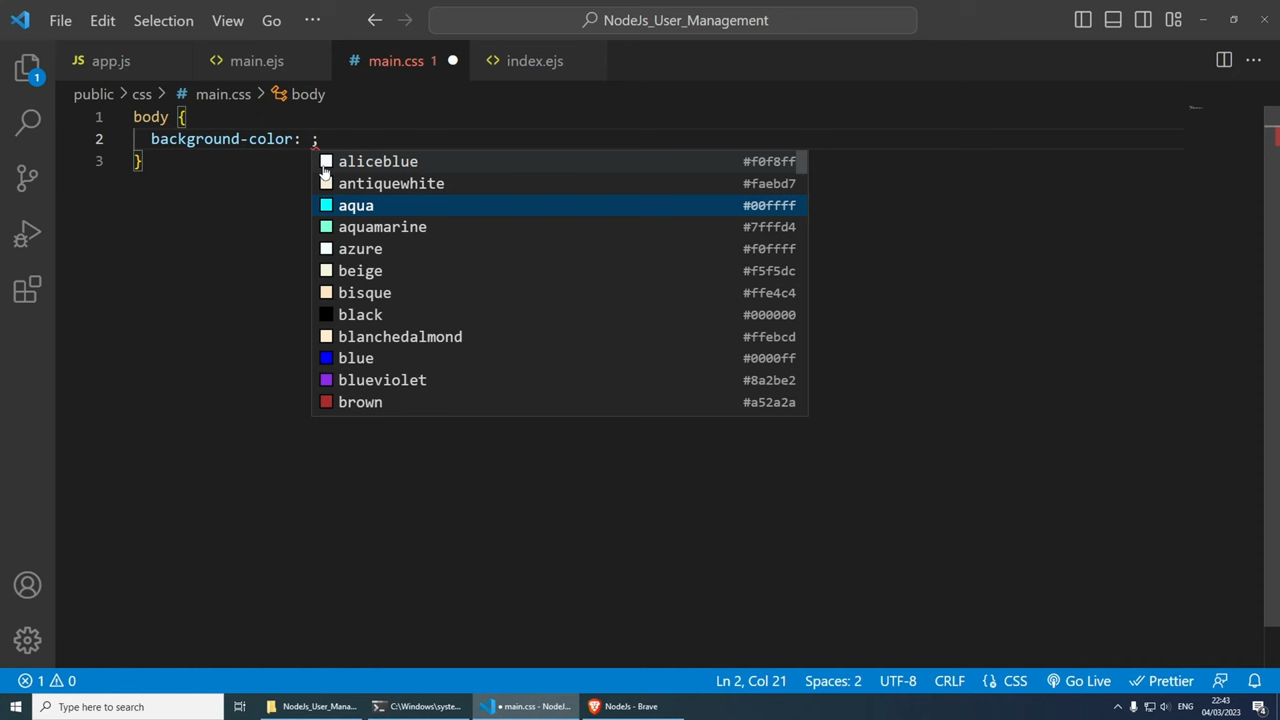 File Edit Selection View Go ··· NodeJs_User_Management
JS app.js <> main.ejs # main.css 1 <> index.ejs ···
1
public > css > # main.css > body
1 body {
2 background-color: ;
3 }
aliceblue #f0f8ff
antiquewhite #faebd7
aqua #00ffff
aquamarine #7fffd4
azure #f0ffff
beige #f5f5dc
bisque #ffe4c4
black #000000
blanchedalmond #ffebcd
blue #0000ff
blueviolet #8a2be2
brown #a52a2a
1 0 Ln 2, Col 21 Spaces: 2 UTF-8 CRLF {} CSS Go Live Prettier
Type here to search NodeJs_User_Mana... C:\Windows\syste... • main.css - NodeJ... NodeJs - Brave ENG 22:43 4
04/03/2023